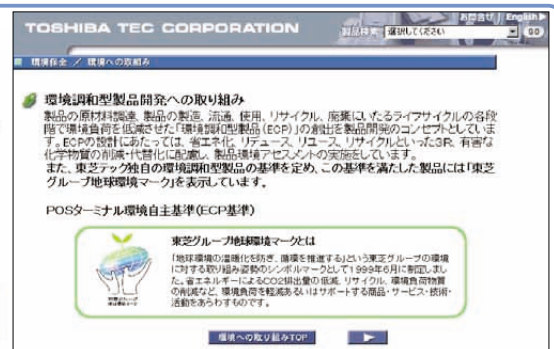 TOSHIBA TEC CORPORATION
お問合せ | English
製品検索 選択してください GO
環境保全 / 環境への取組み
環境調和型製品開発への取り組み
製品の原材料調達、製品の製造、流通、使用、リサイクル、廃棄にいたるライフサイクルの各段
階で環境負荷を低減させた「環境調和型製品(ECP)」の創出を製品開発のコンセプトとしていま
す。ECPの設計にあたっては、省エネ化、リデュース、リユース、リサイクルといった3R、有害な
化学物質の削減・代替化に配慮し、製品環境アセスメントの実施をしています。
また、東芝テック独自の環境調和型製品の基準を定め、この基準を満たした製品には「東芝
グループ地球環境マーク」を表示しています。
POSターミナル環境自主基準(ECP基準)
東芝グループ地球環境マークとは
「地球環境の温暖化を防ぎ、循環を推進する」という東芝グループの環境
に対する取り組み姿勢のシンボルマークとして1999年6月に制定しまし
た。省エネルギーによるCO2排出量の低減、リサイクル、環境負荷物質
の削減など、環境負荷を軽減あるいはサポートする商品・サービス・技術・
活動をあらわすものです。
東芝グループ
地球環境マーク
環境への取り組みTOP